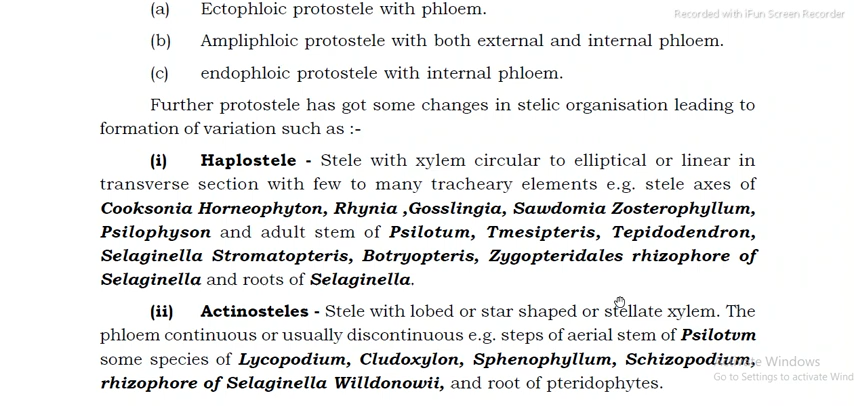 (a) Ectophloic protostele with phloem.
Recorded with iFun Screen Recorder
(b) Ampliphloic protostele with both external and internal phloem.
(c) endophloic protostele with internal phloem.
Further protostele has got some changes in stelic organisation leading to
formation of variation such as :-
(i) Haplostele - Stele with xylem circular to elliptical or linear in
transverse section with few to many tracheary elements e.g. stele axes of
Cooksonia Horneophyton, Rhynia ,Gosslingia, Sawdomia Zosterophyllum,
Psilophyson and adult stem of Psilotum, Tmesipteris, Tepidodendron,
Selaginella Stromatopteris, Botryopteris, Zygopteridales rhizophore of
Selaginella and roots of Selaginella.
(ii) Actinosteles - Stele with lobed or star shaped or stellate xylem. The
phloem continuous or usually discontinuous e.g. steps of aerial stem of Psilotvm
some species of Lycopodium, Cludoxylon, Sphenophyllum, Schizopodium,
rhizophore of Selaginella Willdonowii, and root of pteridophytes.
Activate Windows
Go to Settings to activate Wind